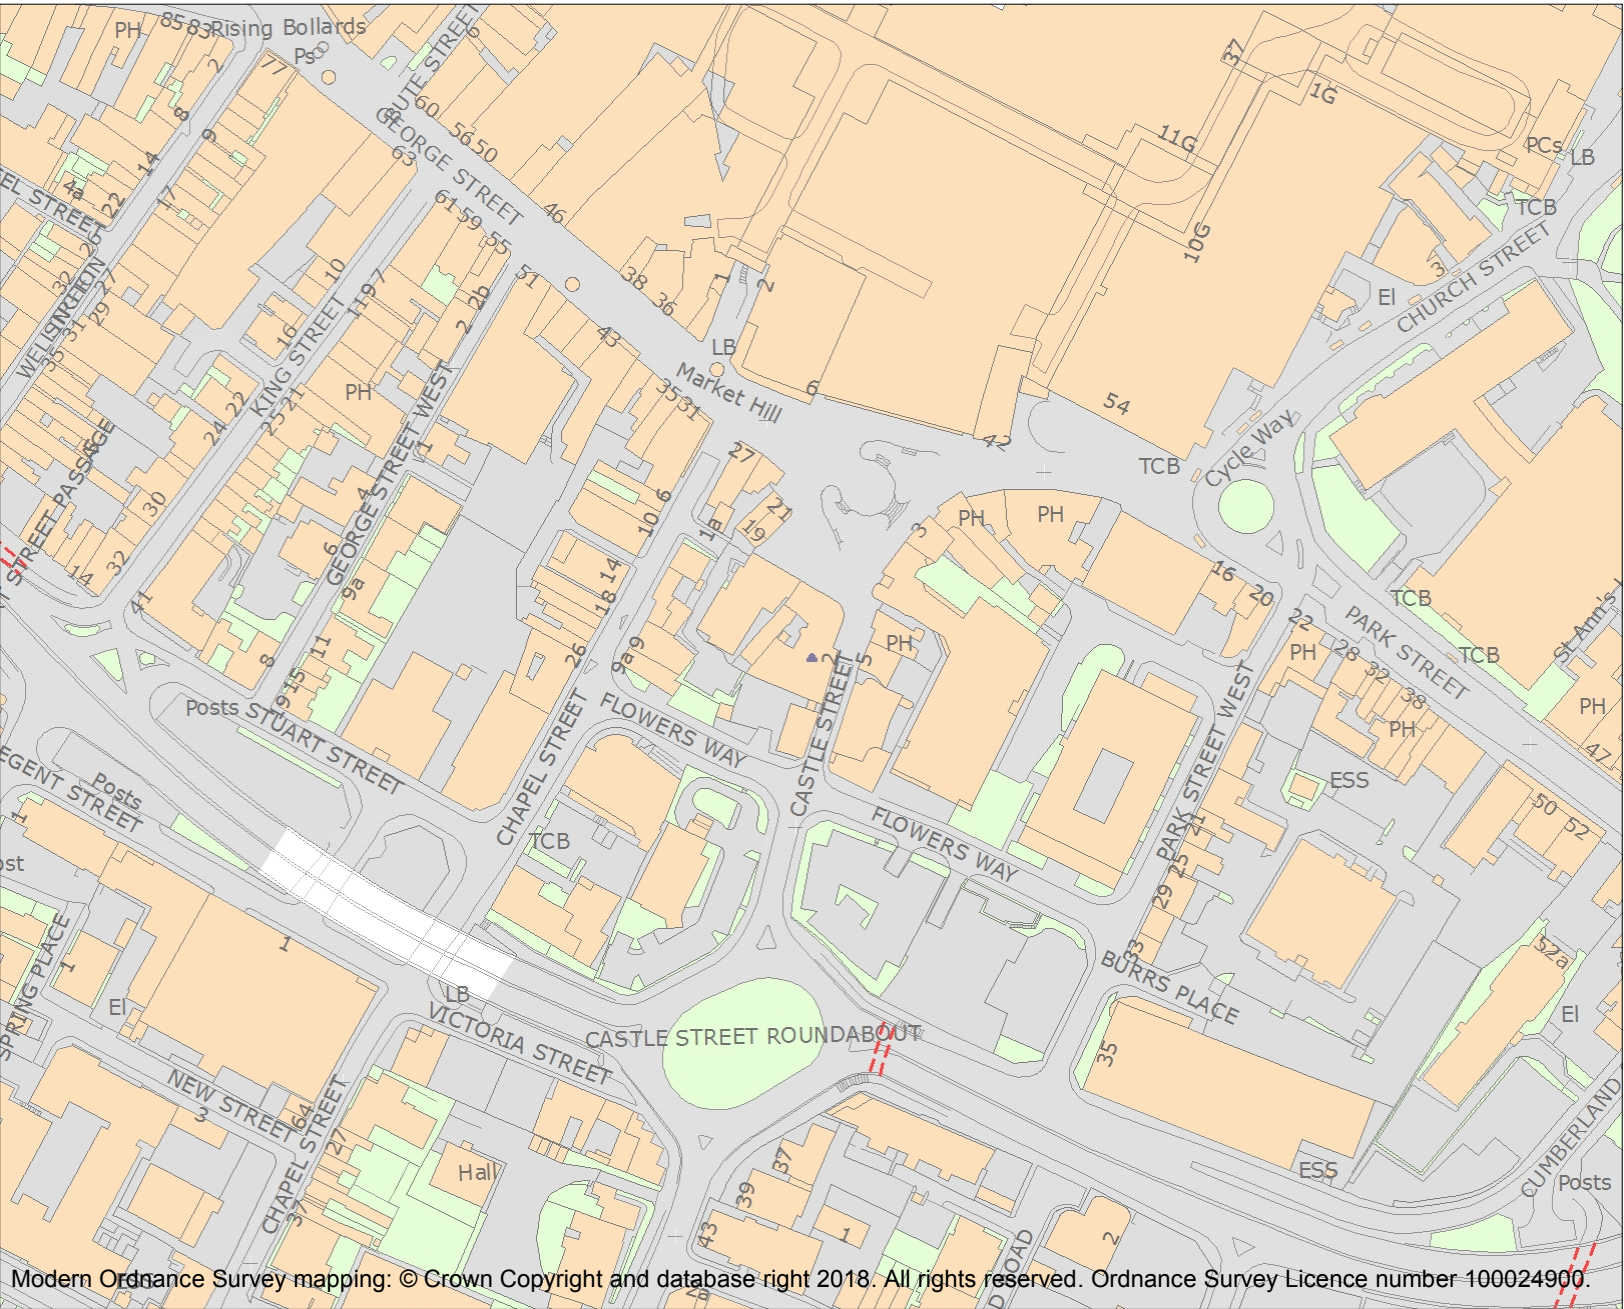 PH
85
83
Rising Bollards
Ps
77
2
8
9
14
4a
22
17
26
32
27
29
31
35
BUTE STREET
6
60
GEORGE STREET
56
50
63
61
59
55
51
46
38
36
43
1
2
LB
Market Hill
35
31
6
37
1G
11G
10G
PCs
LB
TCB
3
El
CHURCH STREET
54
42
TCB
Cycle Way
10
11
9
7
16
KING STREET
24
22
25
21
PH
2
2b
GEORGE STREET WEST
1
4
6
9a
30
32
14
41
8
11
15
19
27
21
19
1a
6
10
14
18
26
9a
9
3
PH
PH
PH
2
5
CASTLE STREET
16
20
22
PH
28
32
38
PH
PARK STREET
TCB
TCB
St Ann's
PH
47
Posts
STUART STREET
CHAPEL STREET
FLOWERS WAY
FLOWERS WAY
PARK STREET WEST
21
25
29
33
ESS
50
52
EGENT STREET
Posts
1
TCB
ost
SPRING PLACE
1
1
El
LB
VICTORIA STREET
CASTLE STREET ROUNDABOUT
BURRS PLACE
35
52a
El
NEW STREET
3
64
27
CHAPEL STREET
37
Hall
37
39
43
1
2
2a
ESS
CUMBERLAND
Posts
ESS
D ROAD
Modern Ordnance Survey mapping: © Crown Copyright and database right 2018. All rights reserved. Ordnance Survey Licence number 100024900.